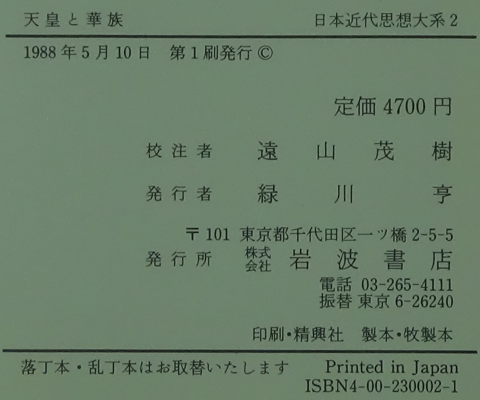 天皇と華族　　日本近代思想大系2
1988年5月10日　第1刷発行©
定価4700円
校注者　遠山茂樹
発行者　緑川亨
〒101 東京都千代田区一ツ橋2-5-5
発行所　株式会社　岩波書店
電話 03-265-4111
振替 東京6-26240
印刷・精興社　製本・牧製本
落丁本・乱丁本はお取替いたします　Printed in Japan
ISBN4-00-230002-1